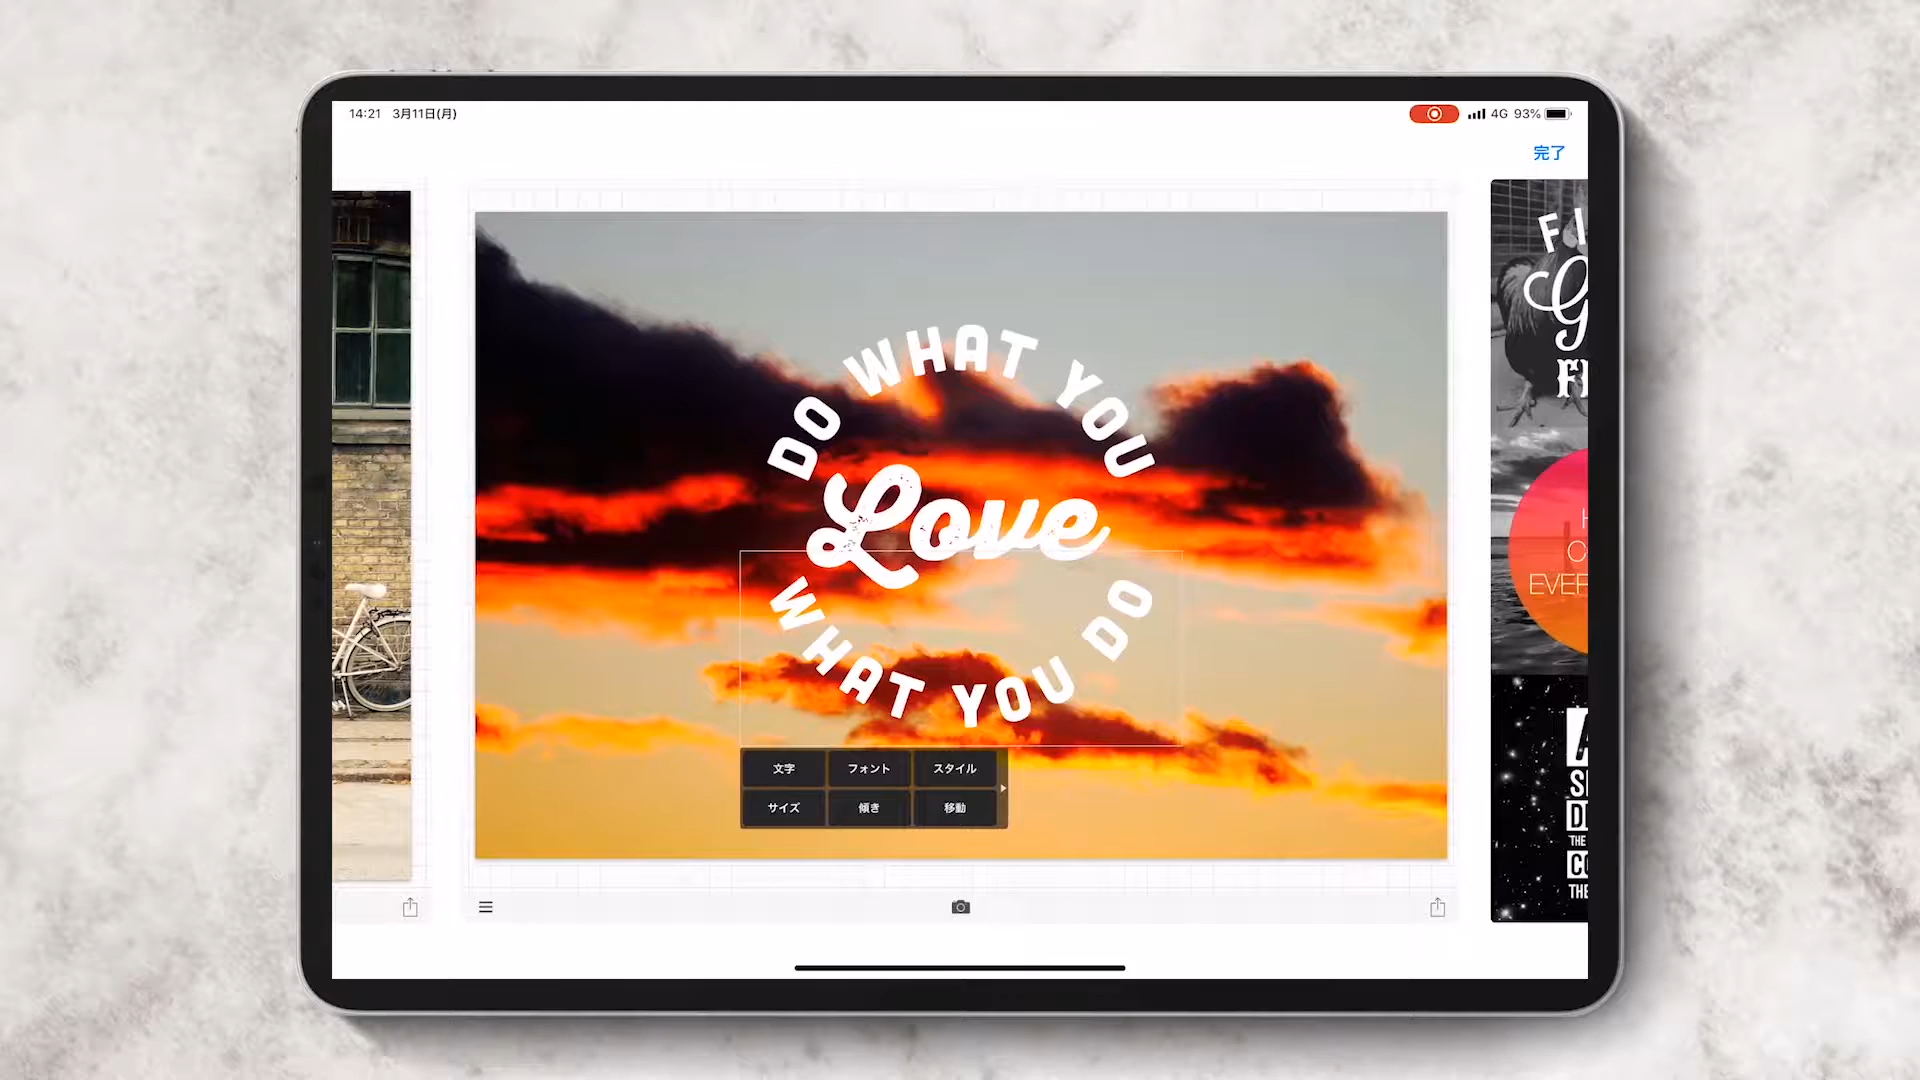 14:21 3月11日(月)
4G 93%
完了
DO WHAT YOU
Love
WHAT YOU DO
文字 フォント スタイル
サイズ 傾き 移動
FI
G
H
C
EVER
THE
THE